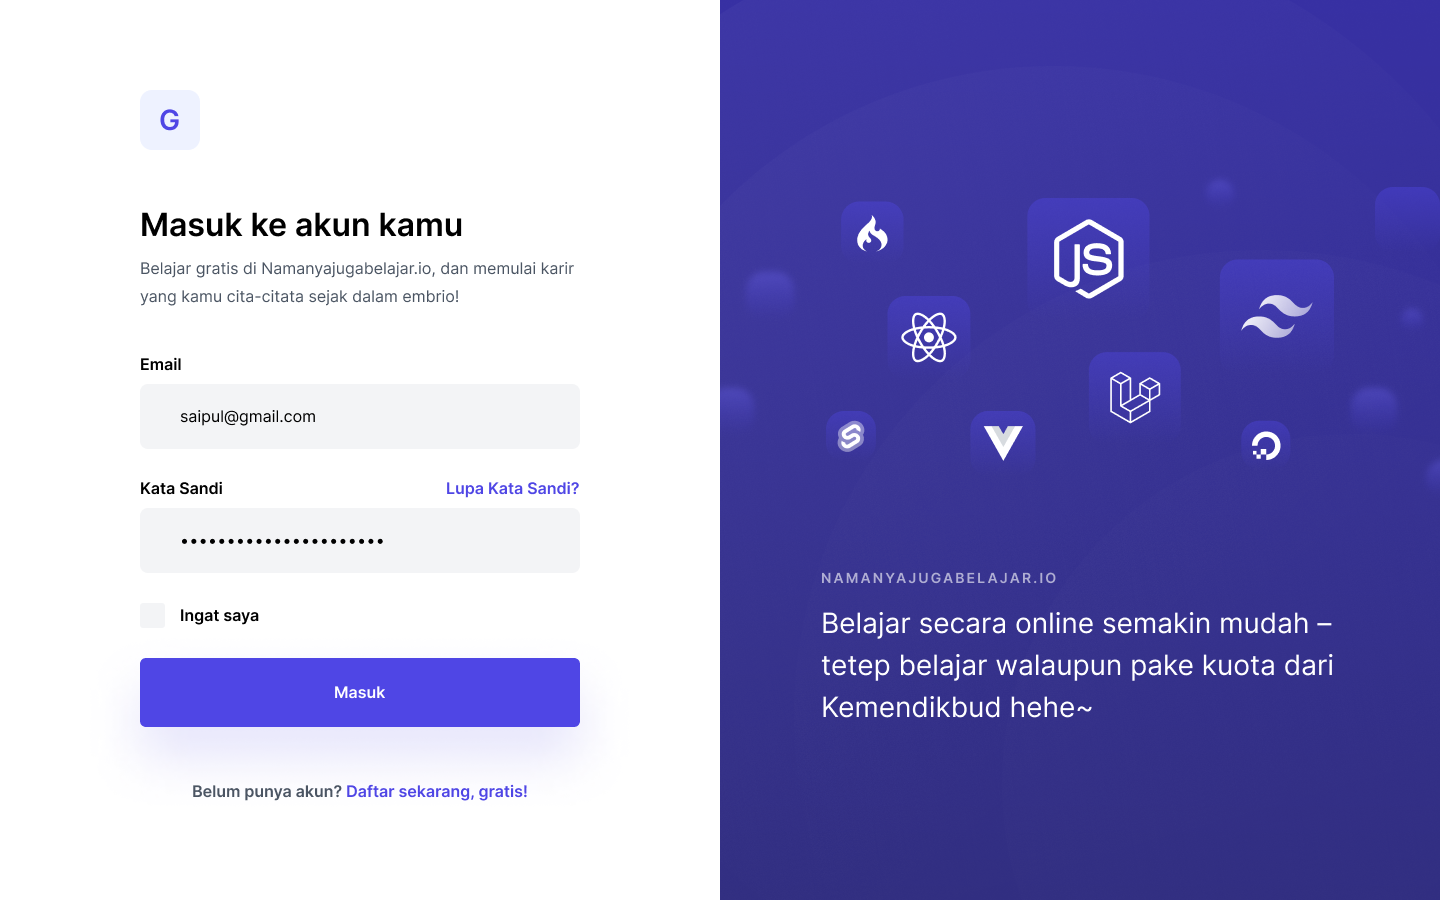 G
Masuk ke akun kamu
Belajar gratis di Namanyajugabelajar.io, dan memulai karir
yang kamu cita-citata sejak dalam embrio!
Email
saipul@gmail.com
Kata Sandi
Lupa Kata Sandi?
••••••••••••••••••••••
Ingat saya
Masuk
Belum punya akun? Daftar sekarang, gratis!
JS
NAMANYAJUGABELAJAR.IO
Belajar secara online semakin mudah –
tetep belajar walaupun pake kuota dari
Kemendikbud hehe~